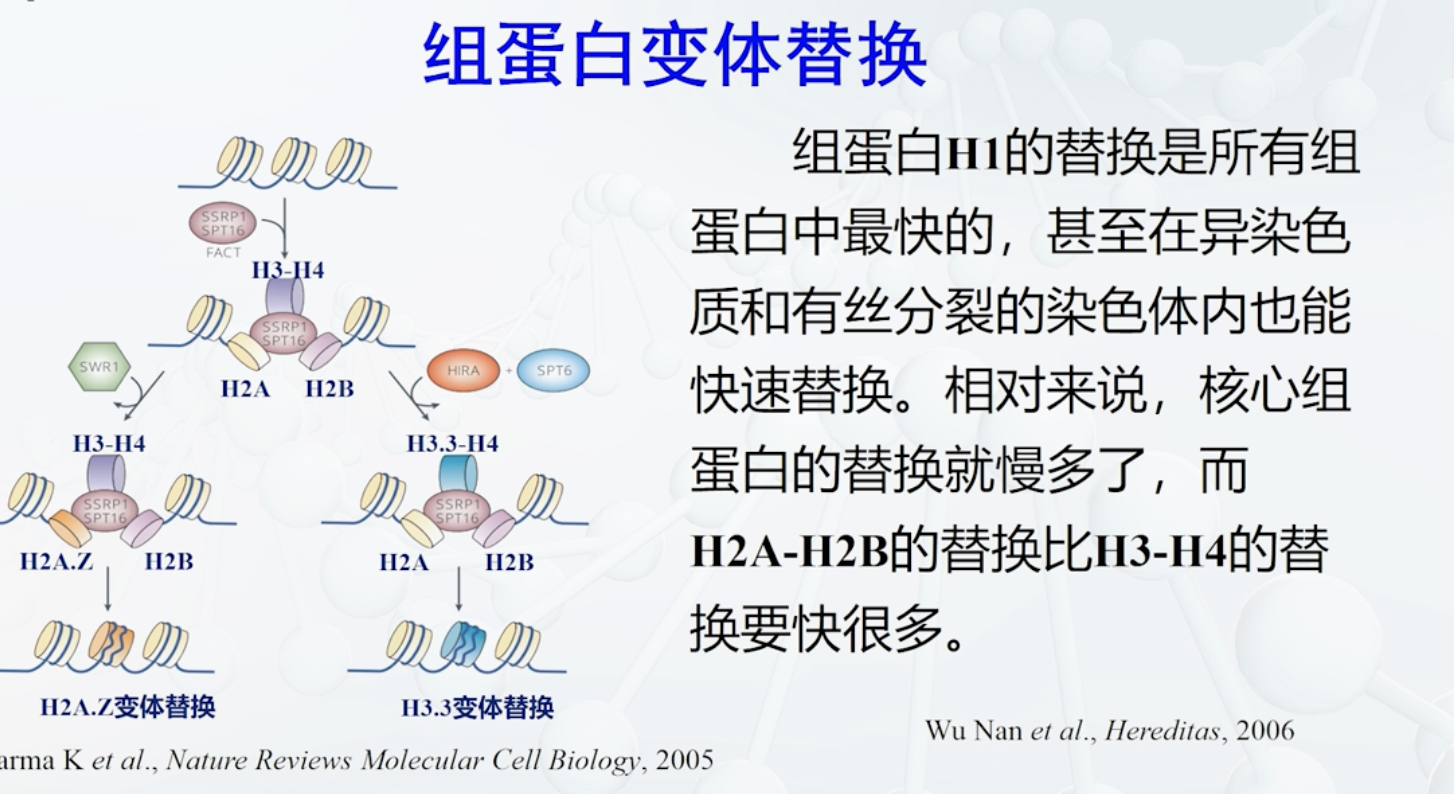 组蛋白变体替换
SSRP1
SPT16
FACT
H3-H4
SSRP1
SPT16
H2A
H2B
SWR1
HIRA
+
SPT6
H3-H4
SSRP1
SPT16
H2A.Z
H2B
H2A.Z变体替换
H3.3-H4
SSRP1
SPT16
H2A
H2B
H3.3变体替换
arma K et al., Nature Reviews Molecular Cell Biology, 2005
组蛋白H1的替换是所有组
蛋白中最快的，甚至在异染色
质和有丝分裂的染色体内也能
快速替换。相对来说，核心组
蛋白的替换就慢多了，而
H2A-H2B的替换比H3-H4的替
换要快很多。
Wu Nan et al., Hereditas, 2006